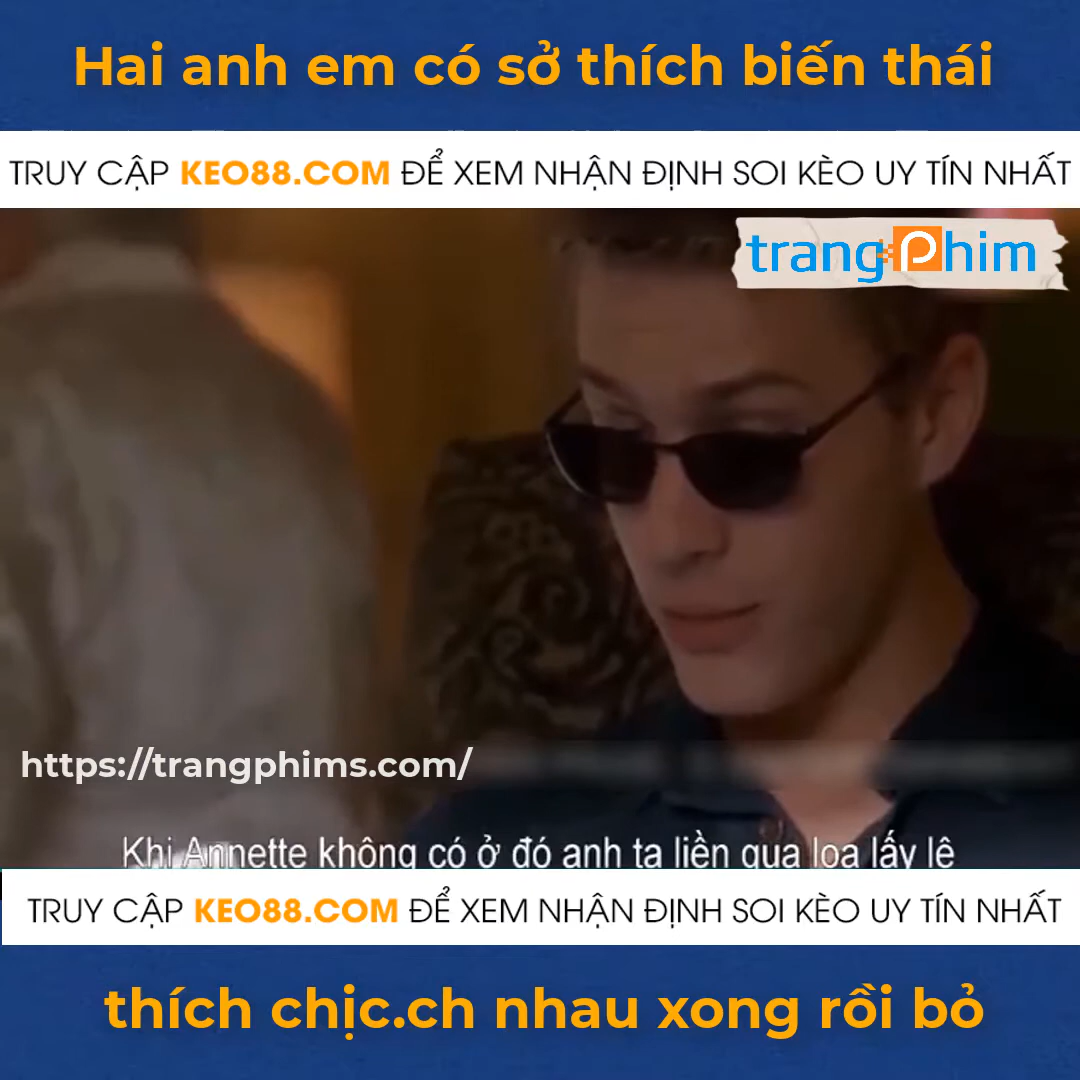 Hai anh em có sở thích biến thái
TRUY CẬP KEO88.COM ĐỂ XEM NHẬN ĐỊNH SOI KÈO UY TÍN NHẤT
trangPhim
https://trangphims.com/
Khi Annette không có ở đó anh ta liền qua loa lấy lệ
TRUY CẬP KEO88.COM ĐỂ XEM NHẬN ĐỊNH SOI KÈO UY TÍN NHẤT
thích chịc.ch nhau xong rồi bỏ